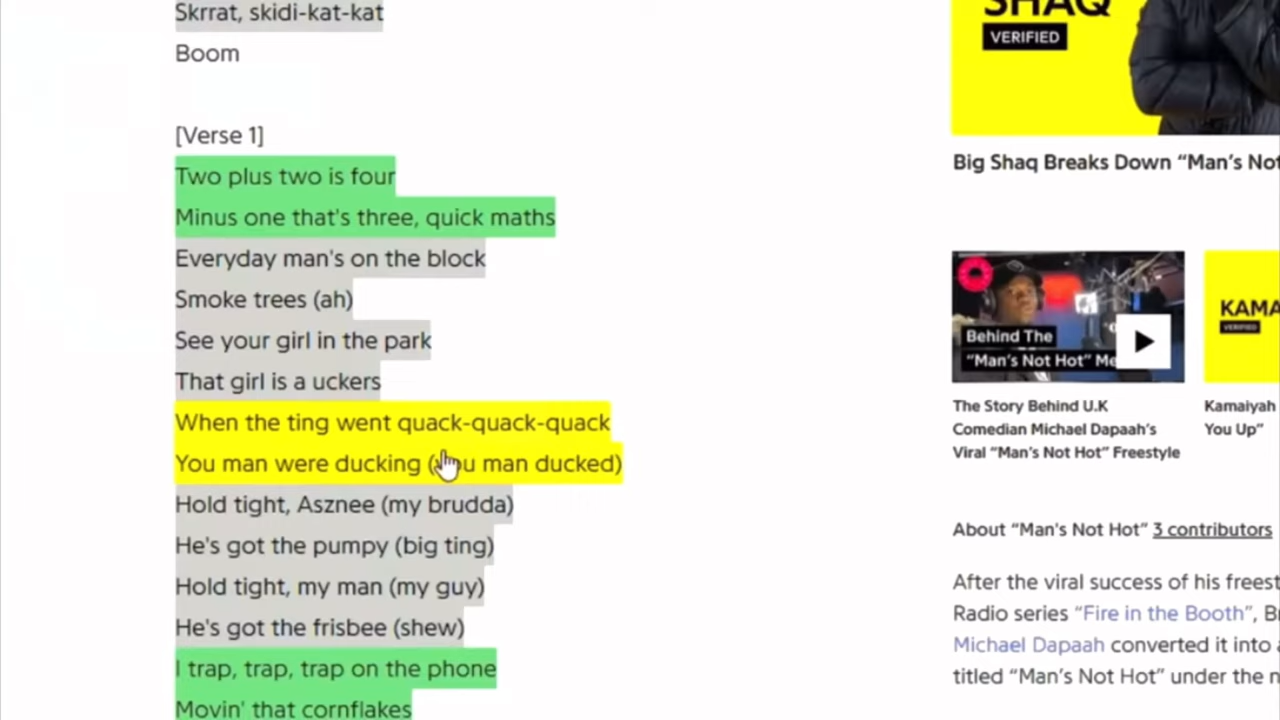 Skrrat, skidi-kat-kat
Boom
[Verse 1]
Two plus two is four
Minus one that's three, quick maths
Everyday man's on the block
Smoke trees (ah)
See your girl in the park
That girl is a uckers
When the ting went quack-quack-quack
You man were ducking (you man ducked)
Hold tight, Asznee (my brudda)
He's got the pumpy (big ting)
Hold tight, my man (my guy)
He's got the frisbee (shew)
I trap, trap, trap on the phone
Movin' that cornflakes
SHAQ
VERIFIED
Big Shaq Breaks Down “Man's Not
Behind The
“Man's Not Hot” Me
The Story Behind U.K
Comedian Michael Dapaah's
Viral “Man's Not Hot” Freestyle
KAMA
VERIFIED
Kamaiyah
You Up”
About “Man's Not Hot” 3 contributors
After the viral success of his freest
Radio series “Fire in the Booth”, B
Michael Dapaah converted it into a
titled “Man's Not Hot” under the n